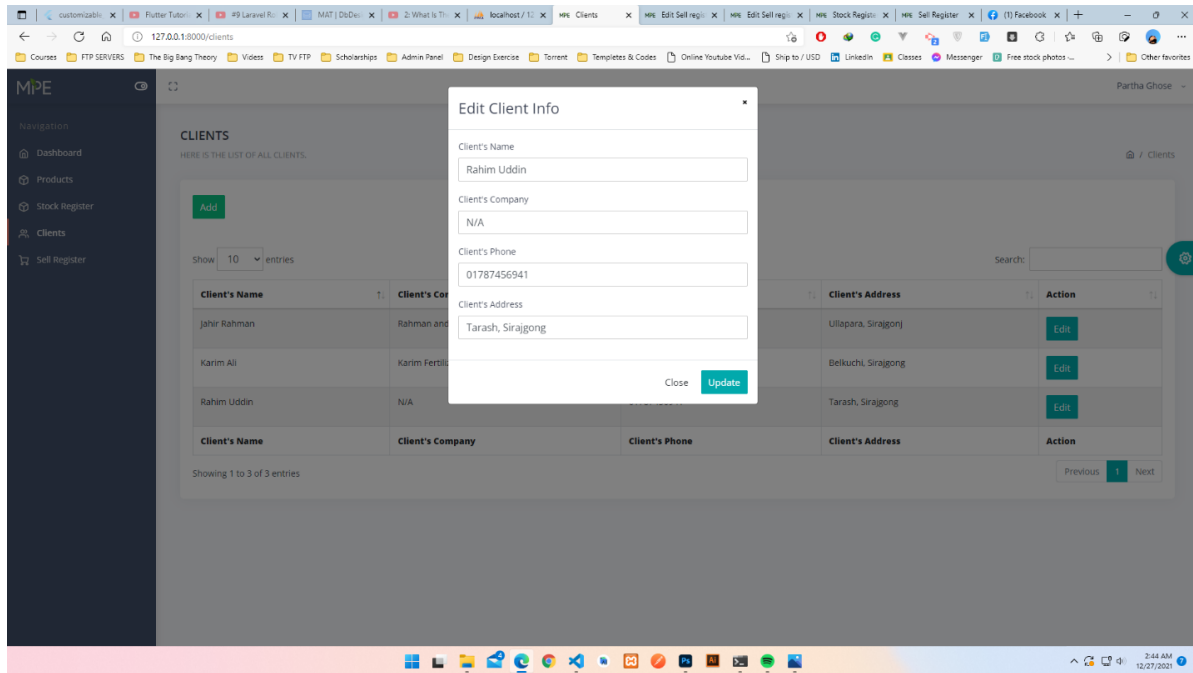 customizable
Flutter Tutori
#9 Laravel Ro
MAT | DbDec
2: What Is Th
localhost / 12
MPE Clients
MPE Edit Sell regis
MPE Edit Sell regis
MPE Stock Registe
MPE Sell Register
(1) Facebook
127.0.0.1:8000/clients
Courses
FTP SERVERS
The Big Bang Theory
Videss
TV FTP
Scholarships
Admin Panel
Design Exercise
Torrent
Templetes & Codes
Online Youtube Vid...
Ship to / USD
LinkedIn
Classes
Messenger
Free stock photos -...
Other favorites
MPE
Partha Ghose
Navigation
Dashboard
Products
Stock Register
Clients
Sell Register
CLIENTS
HERE IS THE LIST OF ALL CLIENTS.
/ Clients
Add
Show 10 entries
Search:
Client's Name Client's Cor Client's Address Action
Jahir Rahman Rahman and Ullapara, Sirajgonj Edit
Karim Ali Karim Fertiliz Belkuchi, Sirajgong Edit
Rahim Uddin N/A Tarash, Sirajgong Edit
Client's Name Client's Company Client's Phone Client's Address Action
Showing 1 to 3 of 3 entries
Previous 1 Next
Edit Client Info
Client's Name
Rahim Uddin
Client's Company
N/A
Client's Phone
01787456941
Client's Address
Tarash, Sirajgong
Close Update
2:44 AM
12/27/2021